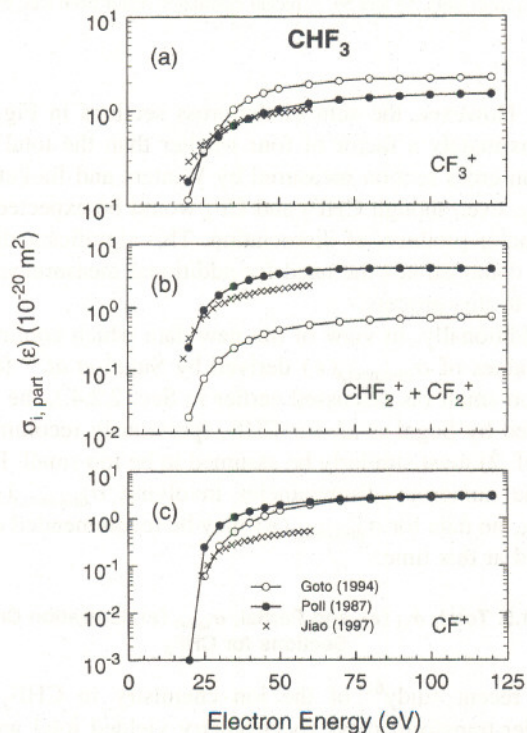 CHF₃
(a)
10¹
10⁰
10⁻¹
CF₃⁺
(b)
10¹
10⁰
10⁻¹
10⁻²
CHF₂⁺ + CF₂⁺
σi, part (ε) (10⁻²⁰ m²)
(c)
10¹
10⁰
10⁻¹
10⁻²
10⁻³
Goto (1994)
Poll (1987)
Jiao (1997)
CF⁺
0 25 50 75 100 125
Electron Energy (eV)